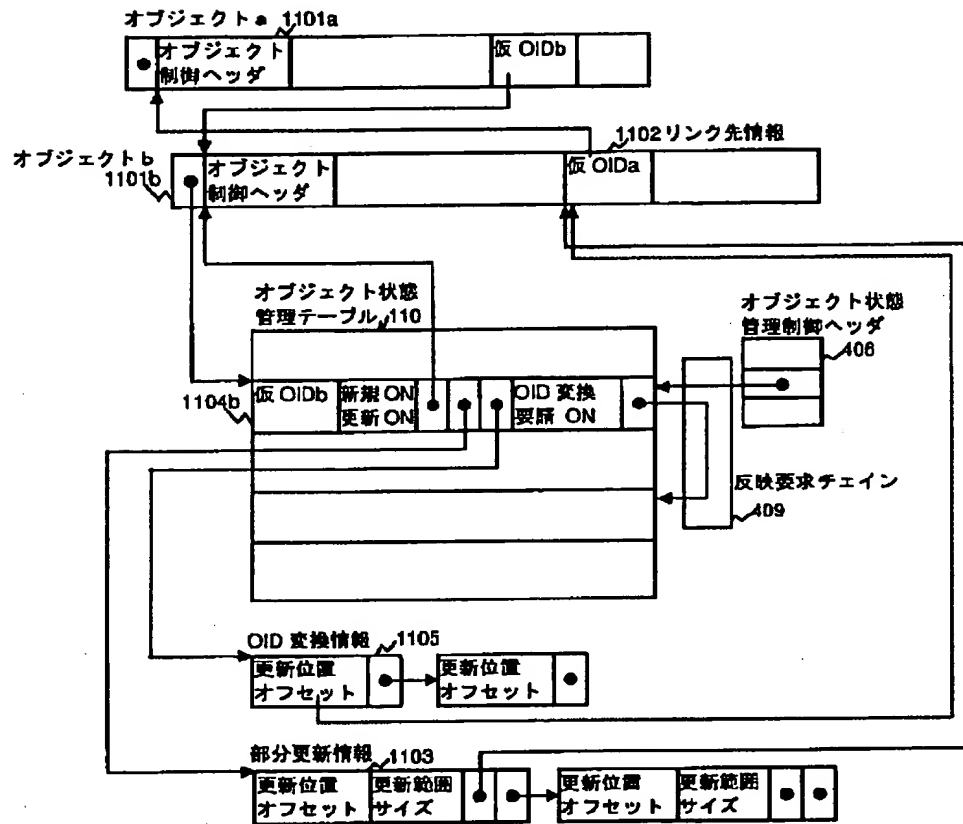 オブジェクトa 1101a
オブジェクト
制御ヘッダ
仮 OIDb
1102 リンク先情報
オブジェクトb
1101b
オブジェクト
制御ヘッダ
仮 OIDa
オブジェクト状態
管理テーブル 110
オブジェクト状態
管理制御ヘッダ
406
1104b
仮 OIDb
新規 ON
更新 ON
OID 変換
要請 ON
反映要求チェイン
409
OID 変換情報 1105
更新位置
オフセット
更新位置
オフセット
部分更新情報 1103
更新位置
オフセット
更新範囲
サイズ
更新位置
オフセット
更新範囲
サイズ